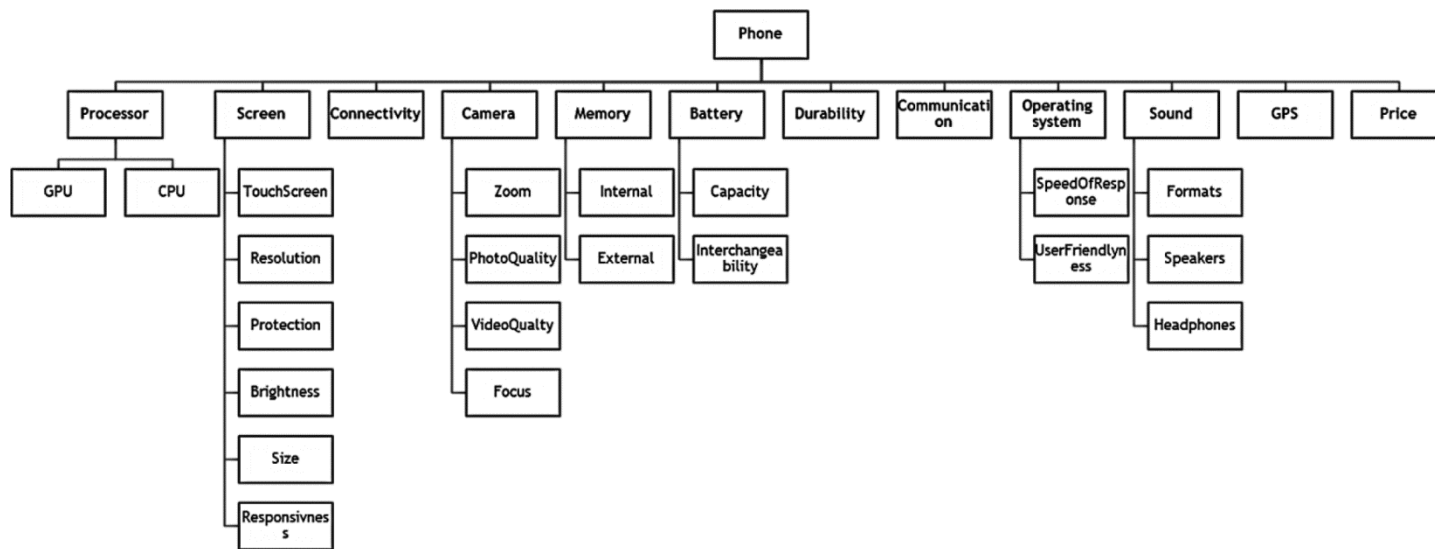 Phone
Processor
Screen
Connectivity
Camera
Memory
Battery
Durability
Communicati
on
Operating
system
Sound
GPS
Price
GPU
CPU
TouchScreen
Zoom
Internal
Capacity
SpeedOfResp
onse
Formats
Resolution
PhotoQuality
External
Interchangea
bility
UserFriendlyn
ess
Speakers
Protection
VideoQualty
Headphones
Brightness
Focus
Size
Responsivnes
s